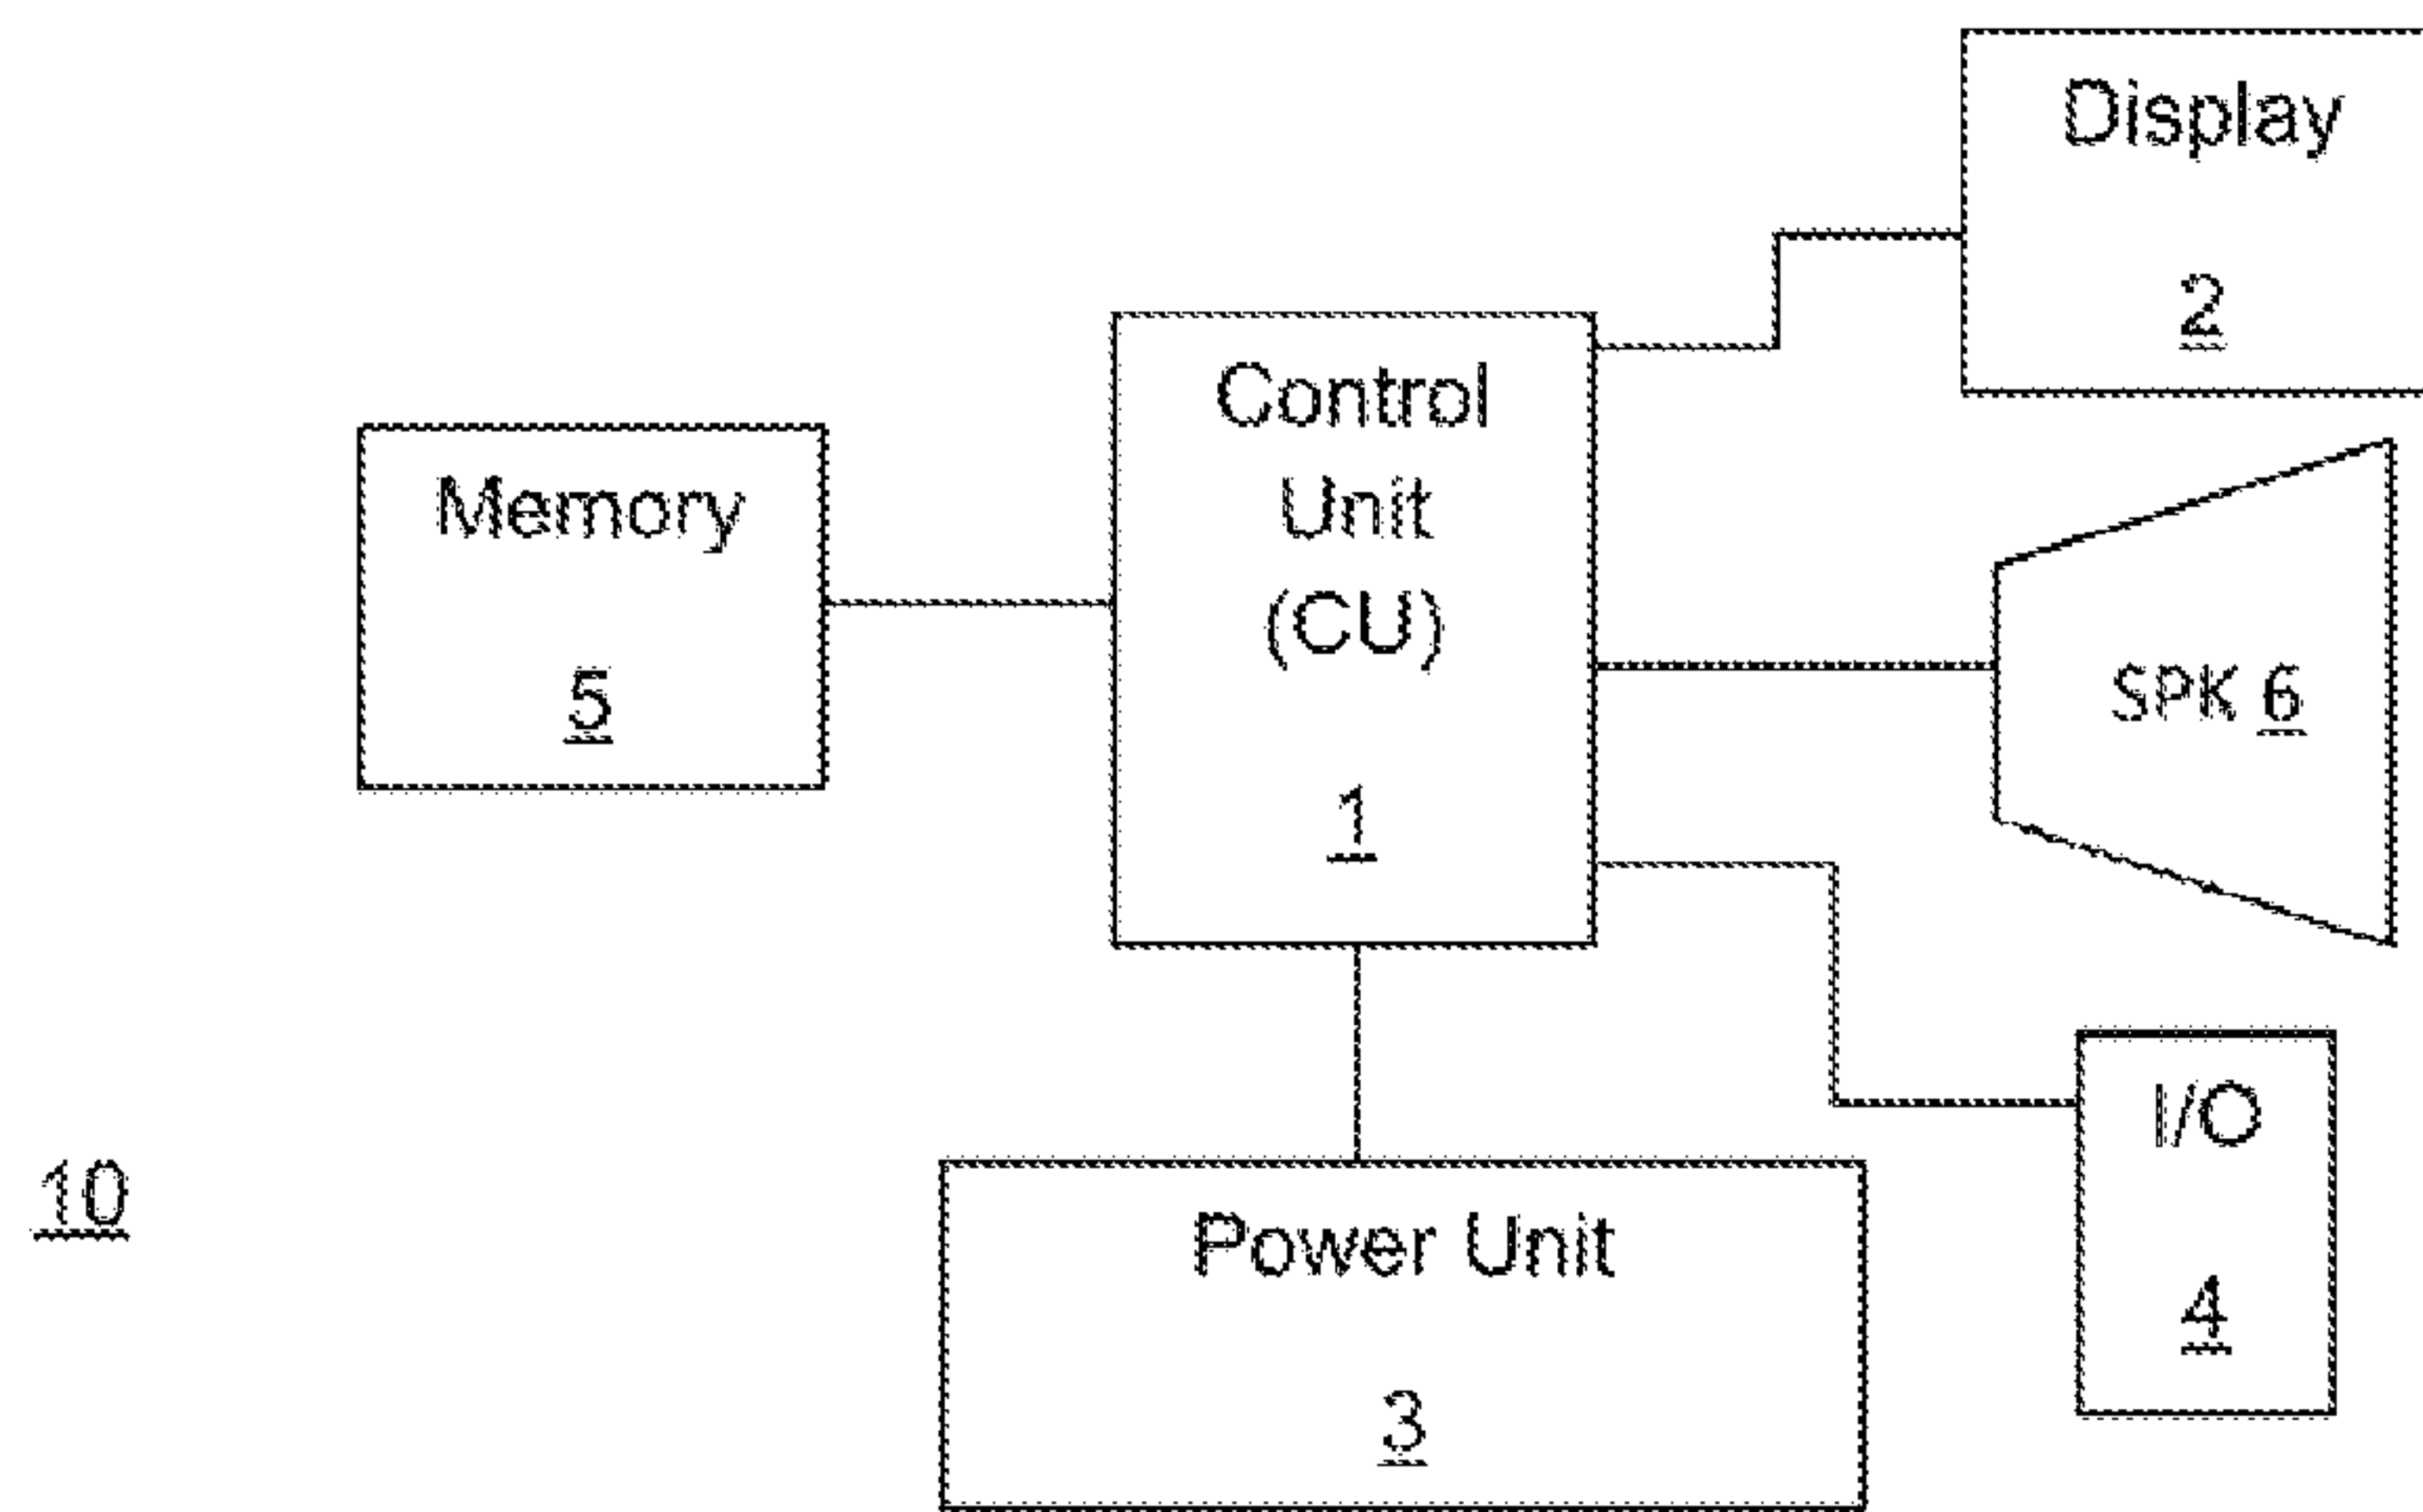 Display
2
Control
Unit
(CU)
1
Memory
5
SPK 6
I/O
4
Power Unit
3
10